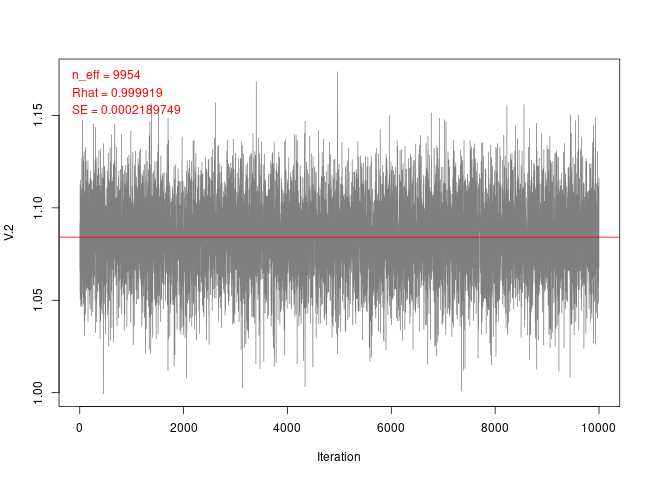 n_eff = 9954
Rhat = 0.999919
SE = 0.0002189749
1.15
1.10
1.05
1.00
V.2
0 2000 4000 6000 8000 10000
Iteration